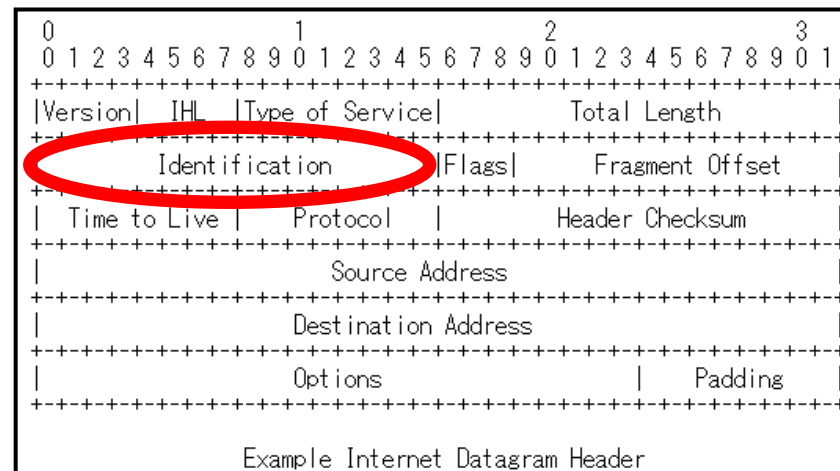 0                   1                   2                   3
0 1 2 3 4 5 6 7 8 9 0 1 2 3 4 5 6 7 8 9 0 1 2 3 4 5 6 7 8 9 0 1
+-+-+-+-+-+-+-+-+-+-+-+-+-+-+-+-+-+-+-+-+-+-+-+-+-+-+-+-+-+-+-+-
|Version|  IHL  |Type of Service|          Total Length         |
+-+-+-+-+-+-+-+-+-+-+-+-+-+-+-+-+-+-+-+-+-+-+-+-+-+-+-+-+-+-+-+-
Identification        |Flags|      Fragment Offset    |
+-+-+-+-+-+-+-+-+-+-+-+-+-+-+-+-+-+-+-+-+-+-+-+-+-+-+-+-+-+-+-+-
|  Time to Live |    Protocol   |         Header Checksum       |
+-+-+-+-+-+-+-+-+-+-+-+-+-+-+-+-+-+-+-+-+-+-+-+-+-+-+-+-+-+-+-+-
|                       Source Address                          |
+-+-+-+-+-+-+-+-+-+-+-+-+-+-+-+-+-+-+-+-+-+-+-+-+-+-+-+-+-+-+-+-
|                    Destination Address                        |
+-+-+-+-+-+-+-+-+-+-+-+-+-+-+-+-+-+-+-+-+-+-+-+-+-+-+-+-+-+-+-+-
|                    Options                    |    Padding    |
+-+-+-+-+-+-+-+-+-+-+-+-+-+-+-+-+-+-+-+-+-+-+-+-+-+-+-+-+-+-+-+-
Example Internet Datagram Header